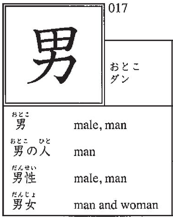 017
男
おとこ
ダン
おとこ
男 male, man
おとこ ひと
男の人 man
だんせい
男性 male, man
だんじょ
男女 man and woman